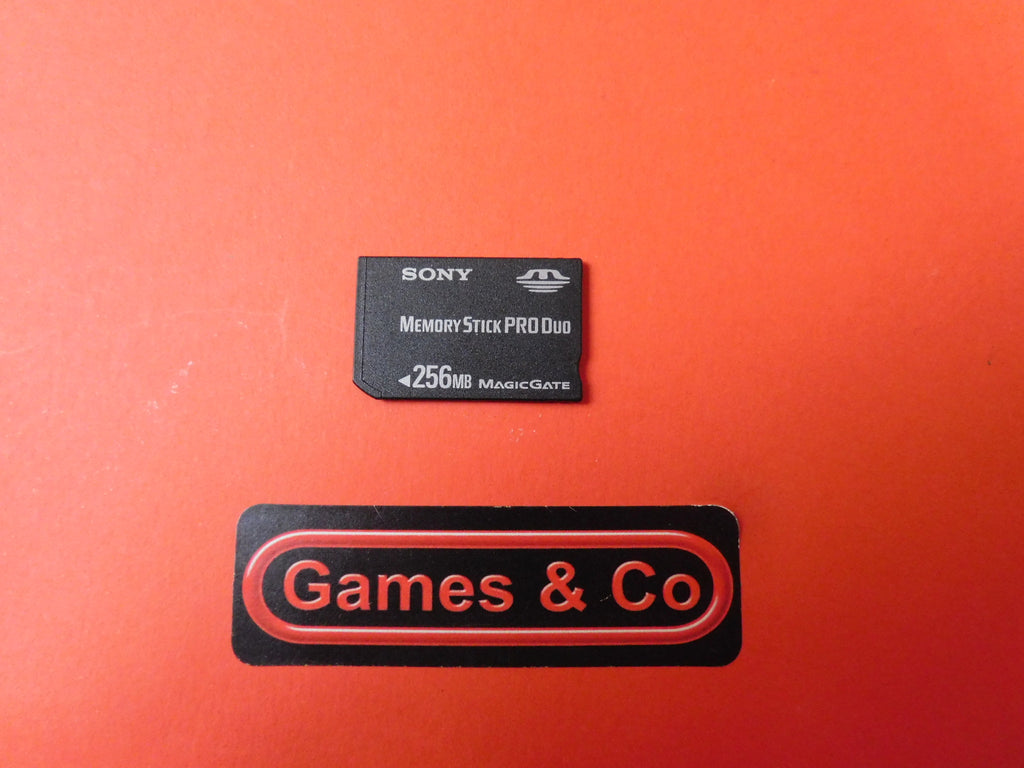 SONY
MEMORY STICK PRO DUO
256MB MAGICGATE
Games & Co